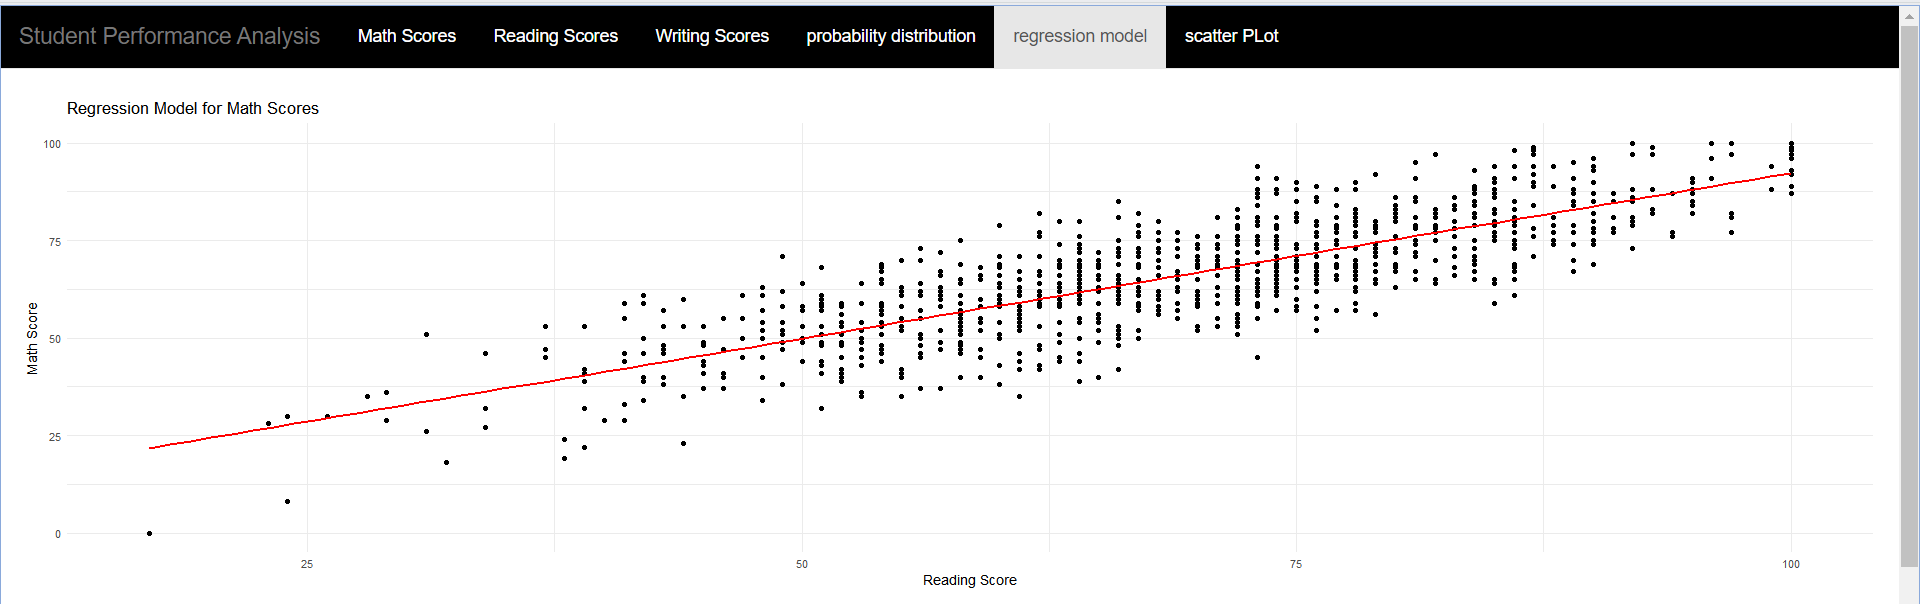 Student Performance Analysis Math Scores Reading Scores Writing Scores probability distribution regression model scatter PLot
Regression Model for Math Scores
100
75
50
25
0
Math Score
25 50 75 100
Reading Score